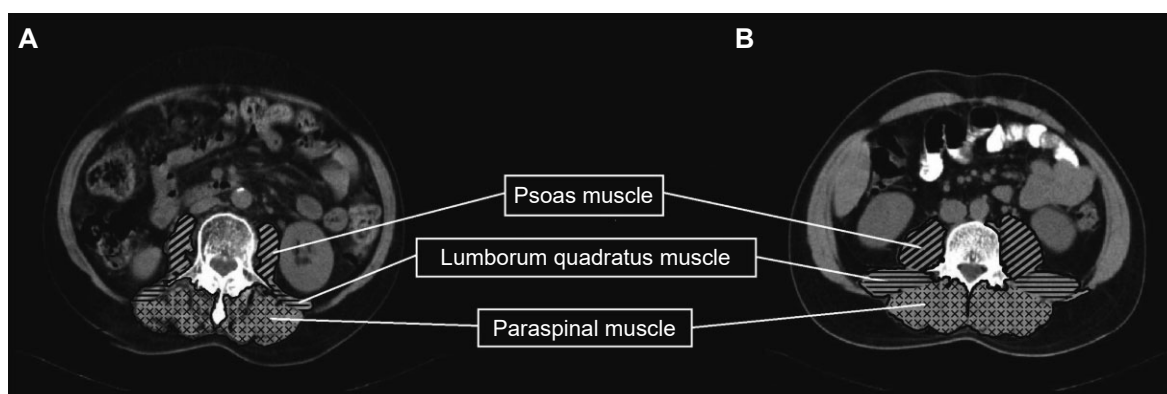 A
B
Psoas muscle
Lumborum quadratus muscle
Paraspinal muscle